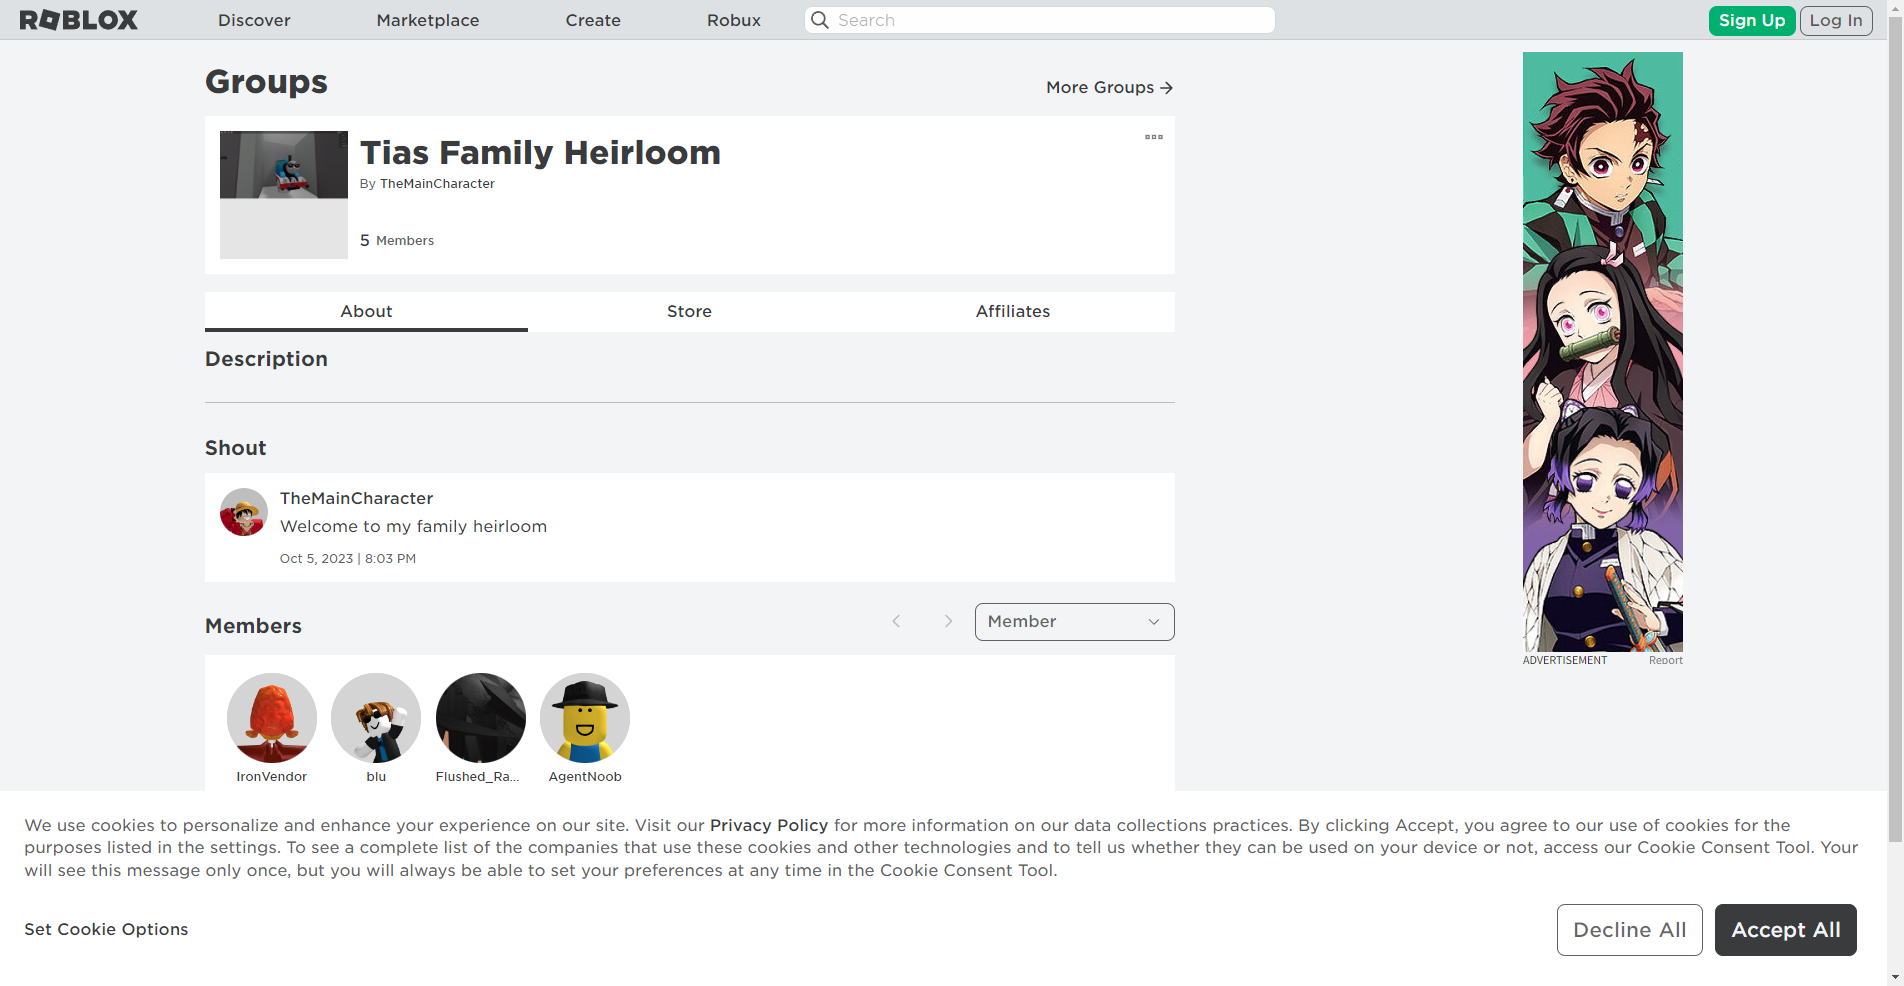 ROBLOX
Discover
Marketplace
Create
Robux
Search
Sign Up
Log In
Groups
More Groups
Tias Family Heirloom
By TheMainCharacter
5 Members
About
Store
Affiliates
Description
Shout
TheMainCharacter
Welcome to my family heirloom
Oct 5, 2023 | 8:03 PM
Members
Member
IronVendor
blu
Flushed_Ra...
AgentNoob
ADVERTISEMENT
Report
We use cookies to personalize and enhance your experience on our site. Visit our Privacy Policy for more information on our data collections practices. By clicking Accept, you agree to our use of cookies for the
purposes listed in the settings. To see a complete list of the companies that use these cookies and other technologies and to tell us whether they can be used on your device or not, access our Cookie Consent Tool. Your
will see this message only once, but you will always be able to set your preferences at any time in the Cookie Consent Tool.
Set Cookie Options
Decline All
Accept All